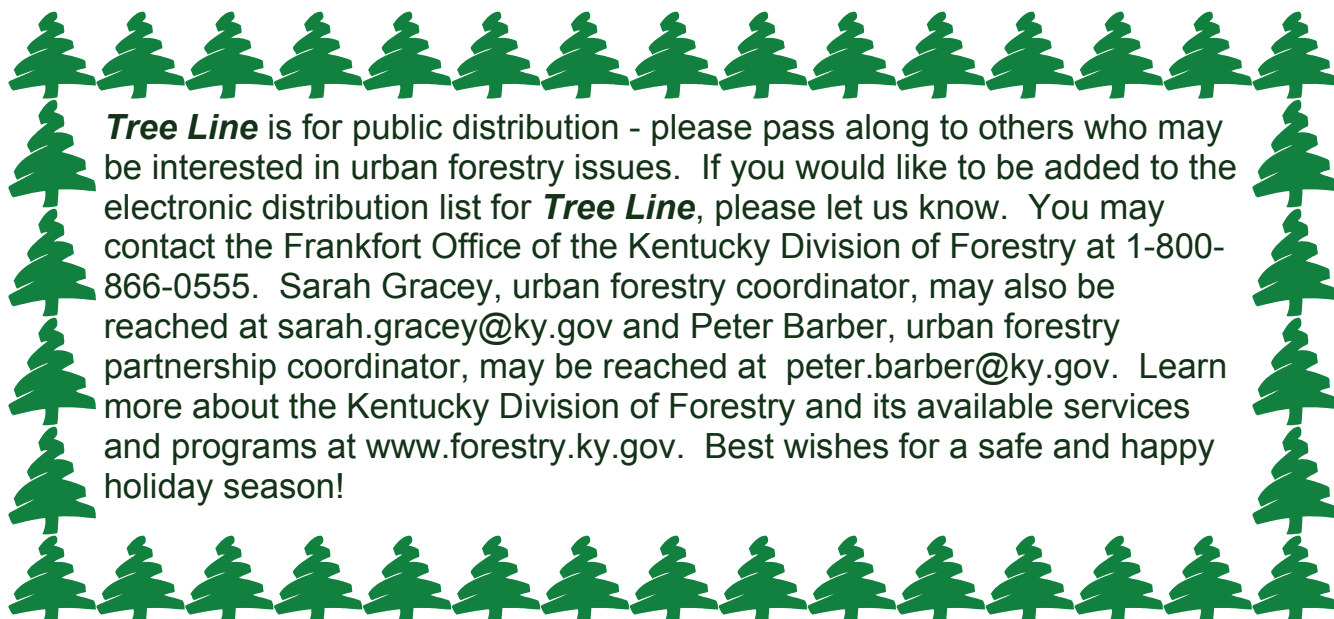 Tree Line is for public distribution - please pass along to others who may
be interested in urban forestry issues.  If you would like to be added to the
electronic distribution list for Tree Line, please let us know.  You may
contact the Frankfort Office of the Kentucky Division of Forestry at 1-800-
866-0555.  Sarah Gracey, urban forestry coordinator, may also be
reached at sarah.gracey@ky.gov and Peter Barber, urban forestry
partnership coordinator, may be reached at  peter.barber@ky.gov.  Learn
more about the Kentucky Division of Forestry and its available services
and programs at www.forestry.ky.gov.  Best wishes for a safe and happy
holiday season!